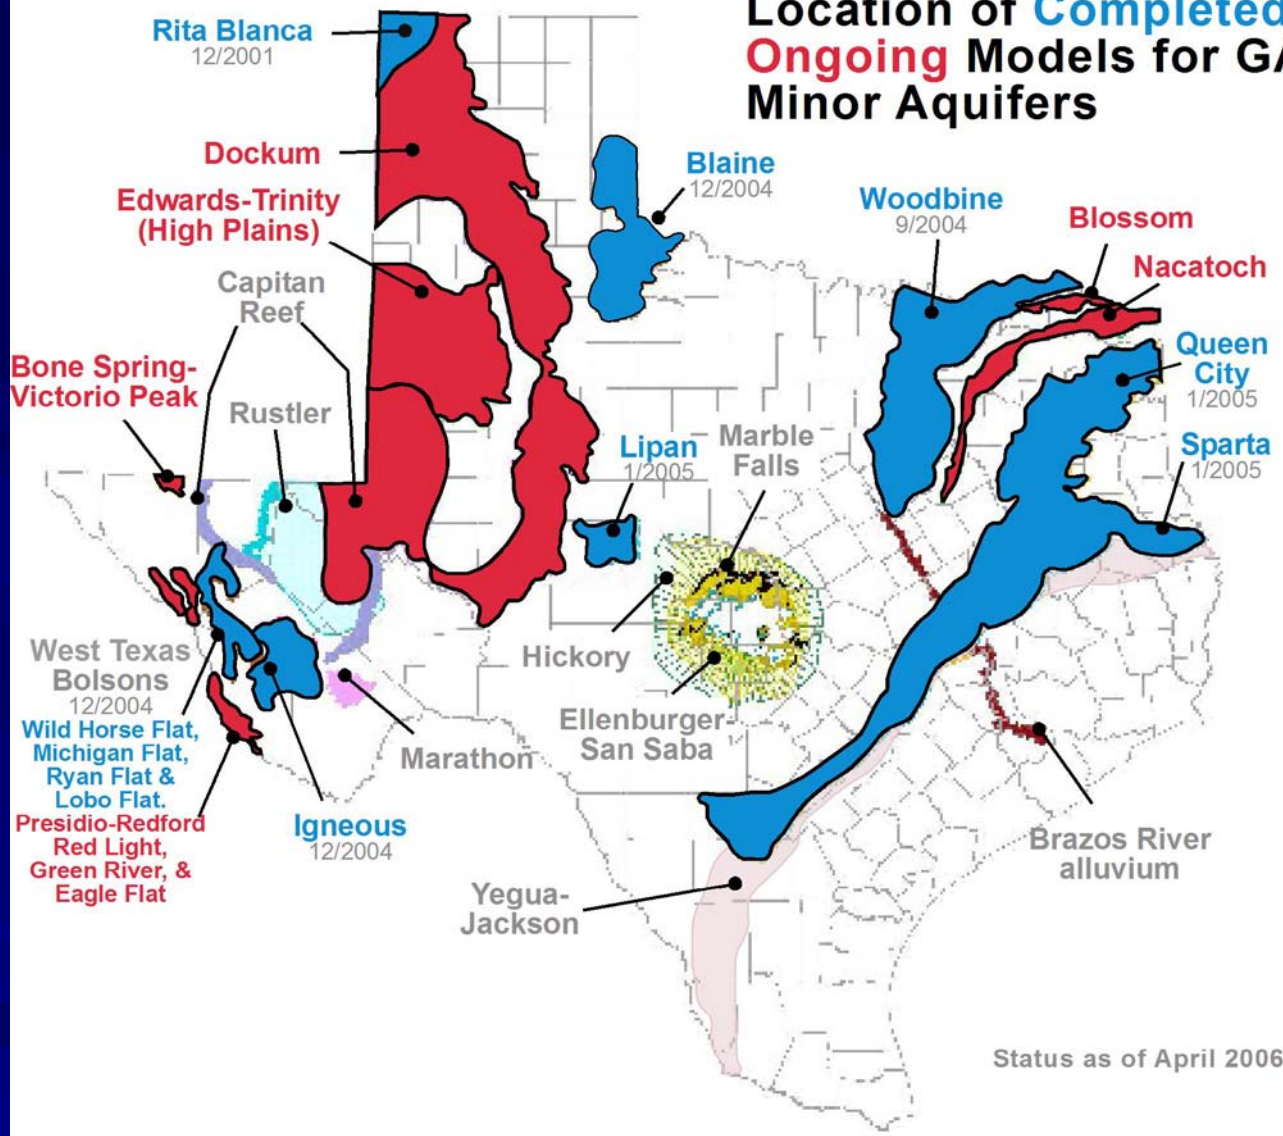 Location of Completed
Ongoing Models for GA
Minor Aquifers
Rita Blanca
12/2001
Dockum
Edwards-Trinity
(High Plains)
Capitan
Reef
Bone Spring-
Victorio Peak
Rustler
Blaine
12/2004
Woodbine
9/2004
Blossom
Nacatoch
Queen
City
1/2005
Sparta
1/2005
Lipan
1/2005
Marble
Falls
Hickory
Ellenburger-
San Saba
Marathon
West Texas
Bolsons
12/2004
Wild Horse Flat,
Michigan Flat,
Ryan Flat &
Lobo Flat.
Presidio-Redford
Red Light,
Green River, &
Eagle Flat
Igneous
12/2004
Yegua-
Jackson
Brazos River
alluvium
Status as of April 2006